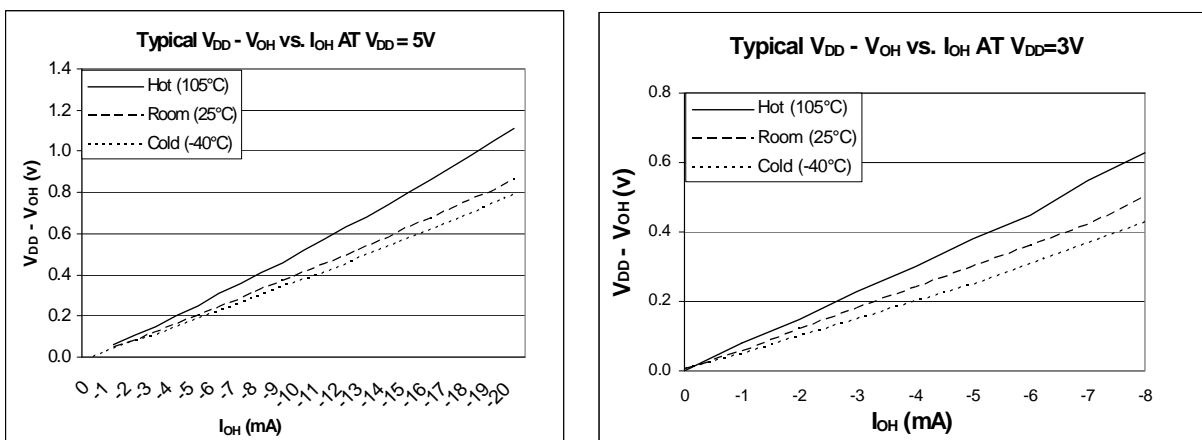 Typical VDD - VOH vs. IOH AT VDD = 5V
1.4
1.2
1.0
0.8
0.6
0.4
0.2
0.0
VDD - VOH (v)
Hot (105°C)
Room (25°C)
Cold (-40°C)
0 -1 -2 -3 -4 -5 -6 -7 -8 -9 -10 -11 -12 -13 -14 -15 -16 -17 -18 -19 -20
IOH (mA)
Typical VDD - VOH vs. IOH AT VDD=3V
0.8
0.6
0.4
0.2
0.0
VDD - VOH (v)
Hot (105°C)
Room (25°C)
Cold (-40°C)
0 -1 -2 -3 -4 -5 -6 -7 -8
IOH (mA)